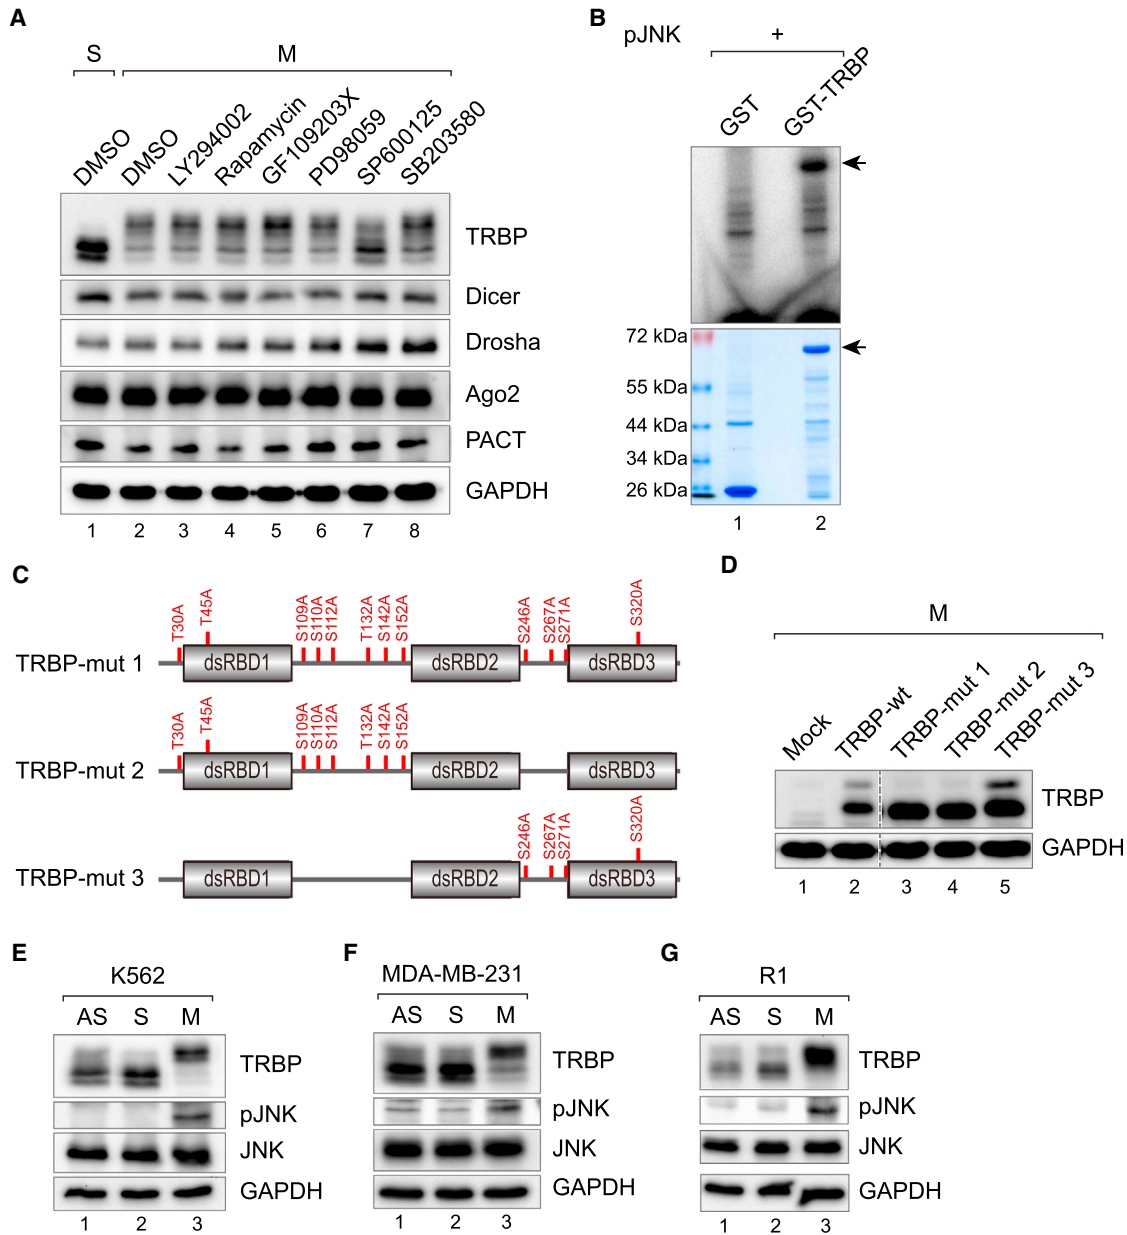 A
S
M
DMSO
DMSO
LY294002
Rapamycin
GF109203X
PD98059
SP600125
SB203580
TRBP
Dicer
Drosha
Ago2
PACT
GAPDH
1 2 3 4 5 6 7 8
B
pJNK
+
GST
GST-TRBP
72 kDa
55 kDa
44 kDa
34 kDa
26 kDa
1 2
C
T30A T45A S109A S110A S112A T132A S142A S152A S246A S267A S271A S320A
TRBP-mut 1 dsRBD1 dsRBD2 dsRBD3
T30A T45A S109A S110A S112A T132A S142A S152A
TRBP-mut 2 dsRBD1 dsRBD2 dsRBD3
S246A S267A S271A S320A
TRBP-mut 3 dsRBD1 dsRBD2 dsRBD3
D
M
Mock
TRBP-wt
TRBP-mut 1
TRBP-mut 2
TRBP-mut 3
TRBP
GAPDH
1 2 3 4 5
E
K562
AS S M
TRBP
pJNK
JNK
GAPDH
1 2 3
F
MDA-MB-231
AS S M
TRBP
pJNK
JNK
GAPDH
1 2 3
G
R1
AS S M
TRBP
pJNK
JNK
GAPDH
1 2 3